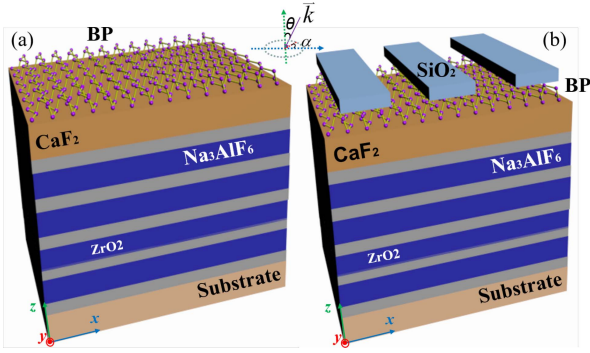 (a)
BP
θ
k⃗
α
CaF₂
Na₃AlF₆
ZrO2
Substrate
z
x
y
(b)
SiO₂
BP
CaF₂
Na₃AlF₆
ZrO2
Substrate
z
x
y